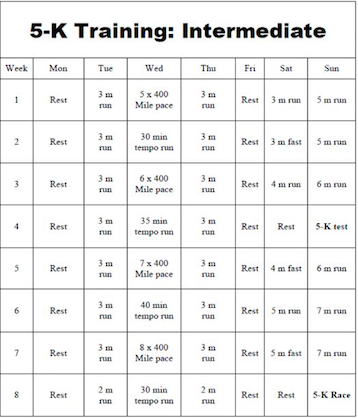 5-K Training: Intermediate
Week Mon Tue Wed Thu Fri Sat Sun
1 Rest 3 m run 5 x 400 Mile pace 3 m run Rest 3 m run 5 m run
2 Rest 3 m run 30 min tempo run 3 m run Rest 3 m fast 5 m run
3 Rest 3 m run 6 x 400 Mile pace 3 m run Rest 4 m run 6 m run
4 Rest 3 m run 35 min tempo run 3 m run Rest Rest 5-K test
5 Rest 3 m run 7 x 400 Mile pace 3 m run Rest 4 m fast 6 m run
6 Rest 3 m run 40 min tempo run 3 m run Rest 5 m run 7 m run
7 Rest 3 m run 8 x 400 Mile pace 3 m run Rest 5 m fast 7 m run
8 Rest 2 m run 30 min tempo run 2 m run Rest Rest 5-K Race